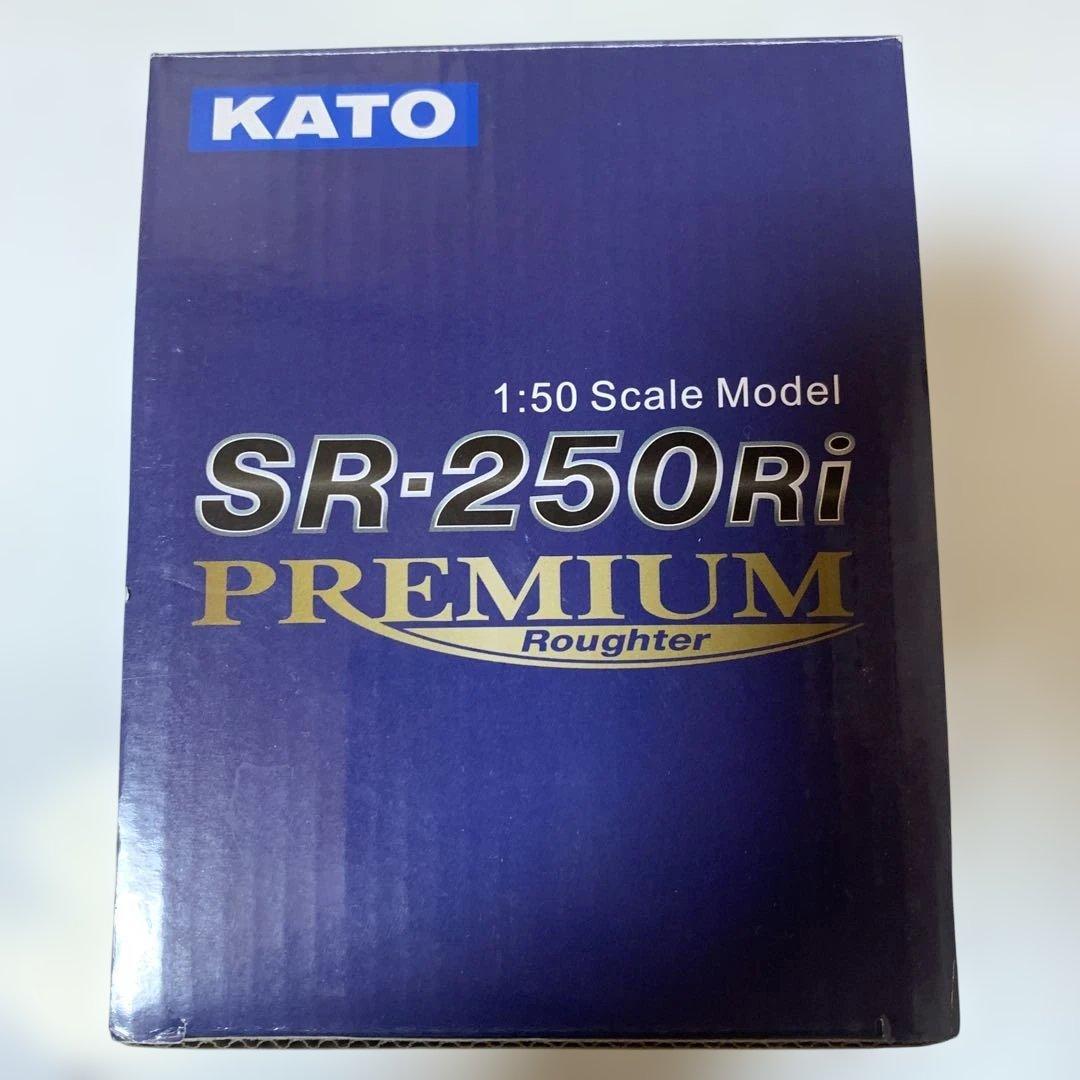 KATO
1:50 Scale Model
SR-250Ri
PREMIUM
Roughter